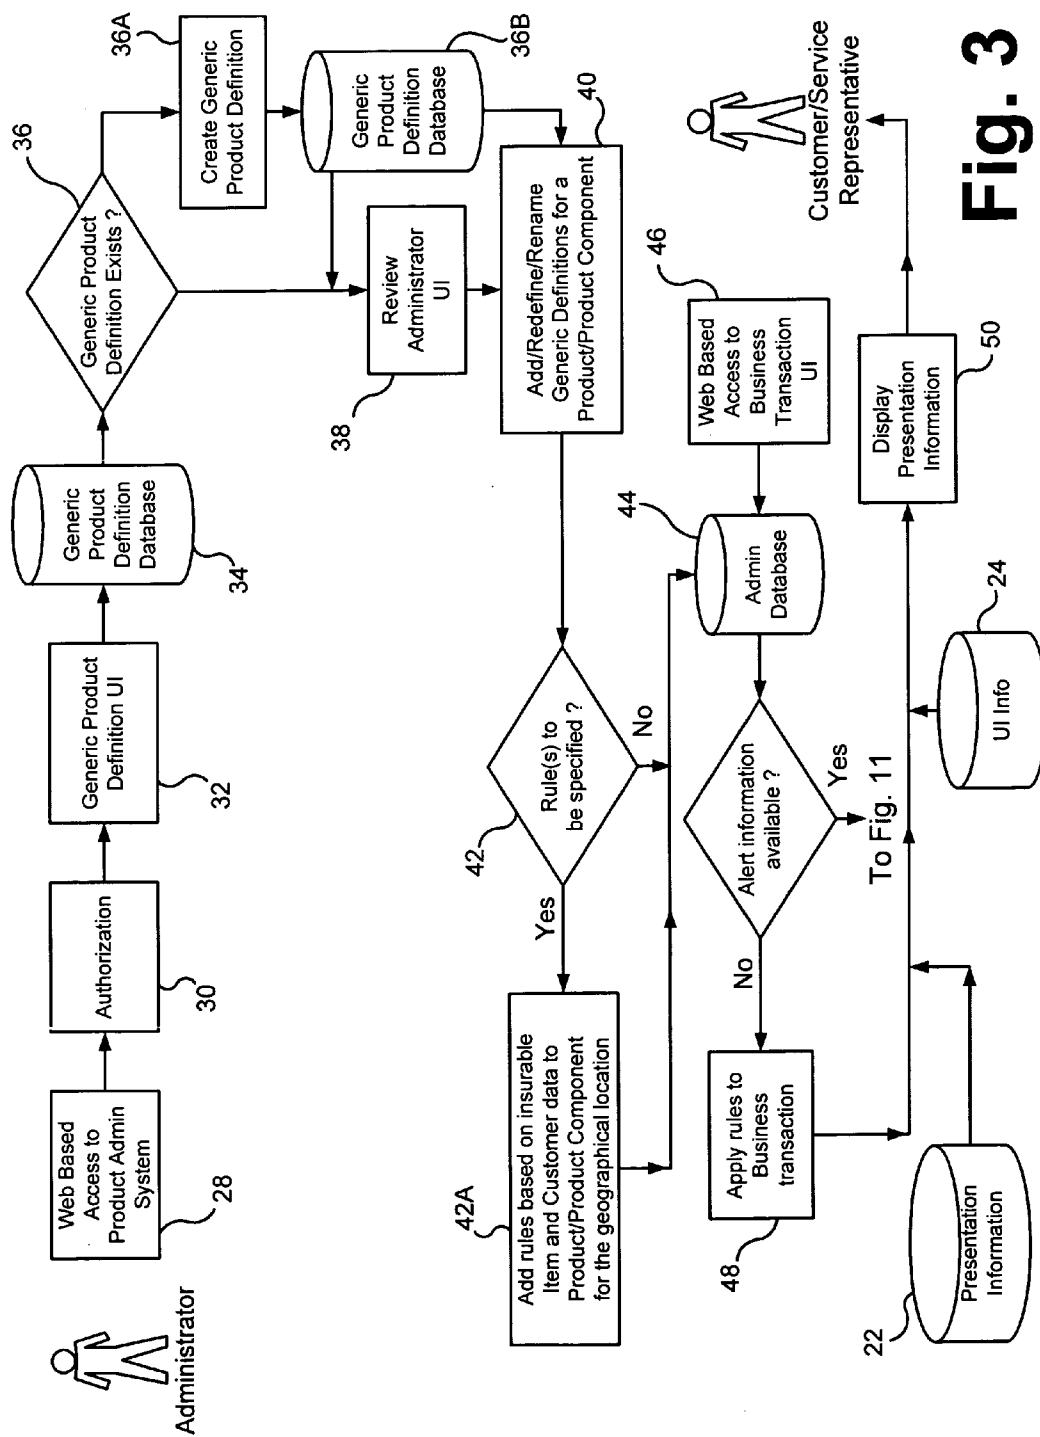 Administrator
Web Based
Access to
Product Admin
System
28
Authorization
30
Generic Product
Definition UI
32
Generic
Product
Definition
Database
34
Generic Product
Definition Exists ?
36
Create Generic
Product Definition
36A
Generic
Product
Definition
Database
36B
Review
Administrator
UI
38
Add/Redefine/Rename
Generic Definitions for a
Product/Product Component
40
Rule(s) to
be specified ?
42
Yes
No
42A
Add rules based on insurable
Item and Customer data to
Product/Product Component
for the geographical location
Web Based
Access to
Business
Transaction
UI
46
Admin
Database
44
Alert information
available ?
Yes
To Fig. 11
No
Apply rules to
Business
transaction
48
Presentation
Information
22
UI Info
24
Display
Presentation
Information
50
Customer/Service
Representative
Fig. 3